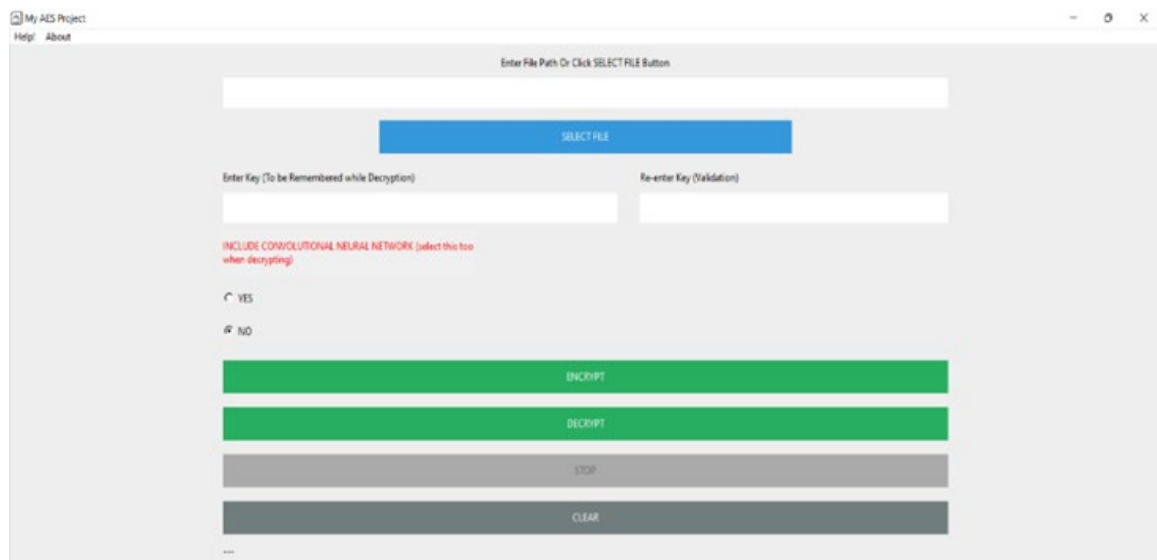 My AES Project
Help! About
Enter File Path Or Click SELECT FILE Button
SELECT FILE
Enter Key (To be Remembered while Decryption) Re-enter Key (Validation)
INCLUDE CONVOLUTIONAL NEURAL NETWORK (select this too
when decrypting)
YES
NO
ENCRYPT
DECRYPT
STOP
CLEAR
---